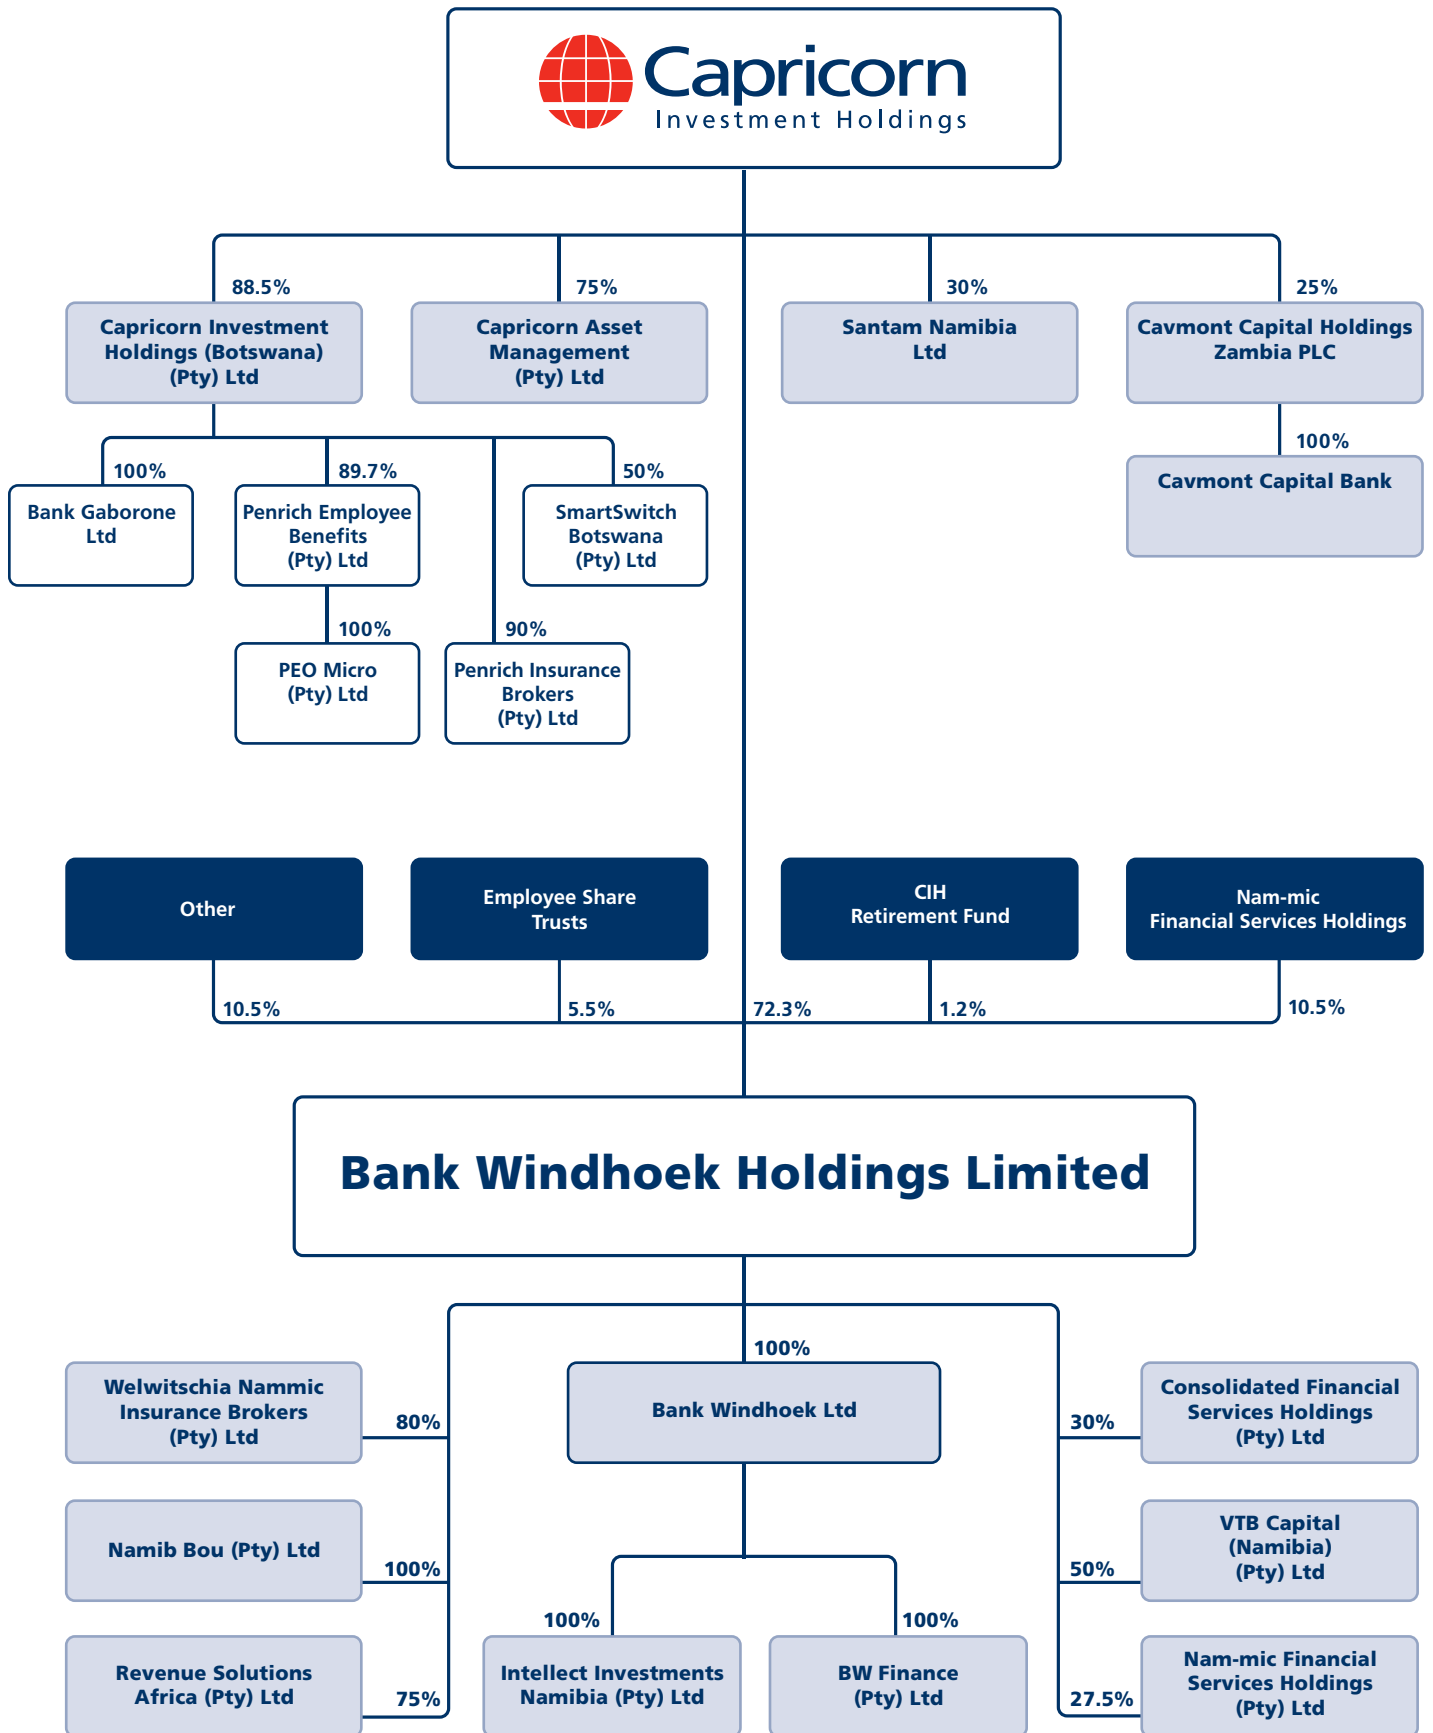 Capricorn
Investment Holdings
88.5%
75%
30%
25%
Capricorn Investment
Holdings (Botswana)
(Pty) Ltd
Capricorn Asset
Management
(Pty) Ltd
Santam Namibia
Ltd
Cavmont Capital Holdings
Zambia PLC
100%
89.7%
50%
100%
Bank Gaborone
Ltd
Penrich Employee
Benefits
(Pty) Ltd
SmartSwitch
Botswana
(Pty) Ltd
Cavmont Capital Bank
100%
90%
PEO Micro
(Pty) Ltd
Penrich Insurance
Brokers
(Pty) Ltd
Other
Employee Share
Trusts
CIH
Retirement Fund
Nam-mic
Financial Services Holdings
10.5%
5.5%
72.3%
1.2%
10.5%
Bank Windhoek Holdings Limited
100%
Welwitschia Nammic
Insurance Brokers
(Pty) Ltd
80%
Bank Windhoek Ltd
30%
Consolidated Financial
Services Holdings
(Pty) Ltd
Namib Bou (Pty) Ltd
100%
50%
VTB Capital
(Namibia)
(Pty) Ltd
100%
100%
Revenue Solutions
Africa (Pty) Ltd
75%
Intellect Investments
Namibia (Pty) Ltd
BW Finance
(Pty) Ltd
27.5%
Nam-mic Financial
Services Holdings
(Pty) Ltd